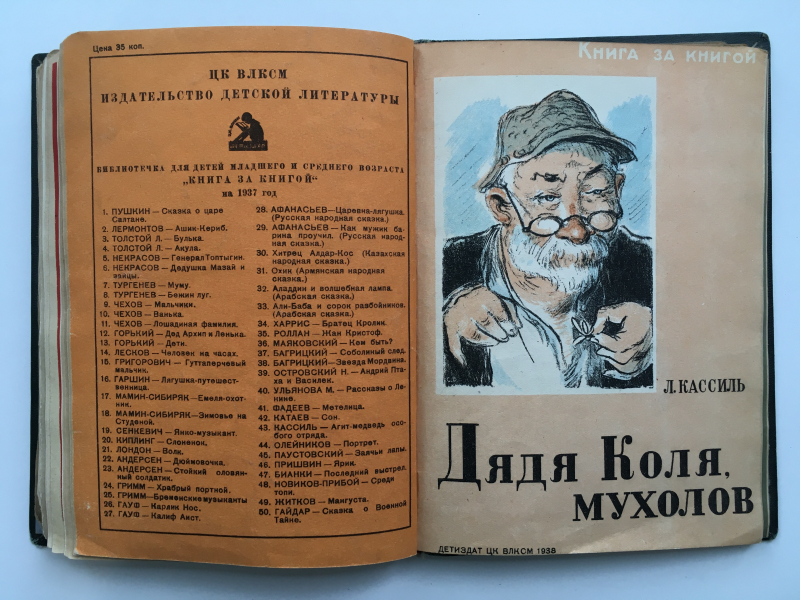 Цена 35 коп.
ЦК ВЛКСМ
ИЗДАТЕЛЬСТВО ДЕТСКОЙ ЛИТЕРАТУРЫ
ДЕТИЗДАТ
БИБЛИОТЕЧКА ДЛЯ ДЕТЕЙ МЛАДШЕГО И СРЕДНЕГО ВОЗРАСТА
„КНИГА ЗА КНИГОЙ“
на 1937 год
1. ПУШКИН — Сказка о царе
Салтане.
2. ЛЕРМОНТОВ — Ашик-Кериб.
3. ТОЛСТОЙ Л. — Булька.
4. ТОЛСТОЙ Л. — Акула.
5. НЕКРАСОВ — Генерал Топтыгин.
6. НЕКРАСОВ — Дедушка Мазай и
зайцы.
7. ТУРГЕНЕВ — Муму.
8. ТУРГЕНЕВ — Бежин луг.
9. ЧЕХОВ — Мальчики.
10. ЧЕХОВ — Ванька.
11. ЧЕХОВ — Лошадиная фамилия.
12. ГОРЬКИЙ — Дед Архип и Ленька.
13. ГОРЬКИЙ — Дети.
14. ЛЕСКОВ — Человек на часах.
15. ГРИГОРОВИЧ — Гуттаперчевый
мальчик.
16. ГАРШИН — Лягушка-путешест-
венница.
17. МАМИН-СИБИРЯК — Емеля-охот-
ник.
18. МАМИН-СИБИРЯК — Зимовье на
Студеной.
19. СЕНКЕВИЧ — Янко-музыкант.
20. КИПЛИНГ — Слоненок.
21. ЛОНДОН — Волк.
22. АНДЕРСЕН — Дюймовочка.
23. АНДЕРСЕН — Стойкий оловян-
ный солдатик.
24. ГРИММ — Храбрый портной.
25. ГРИММ — Бременские музыканты
26. ГАУФ — Карлик Нос.
27. ГАУФ — Калиф Аист.
28. АФАНАСЬЕВ — Царевна-лягушка.
(Русская народная сказка.)
29. АФАНАСЬЕВ — Как мужик ба-
рина проучил. (Русская народ-
ная сказка.)
30. Хитрец Алдар-Кос (Казахская
народная сказка.)
31. Охик (Армянская народная
сказка.)
32. Аладдин и волшебная лампа.
(Арабская сказка.)
33. Али-Баба и сорок разбойников.
(Арабская сказка.)
34. ХАРРИС — Братец Кролик.
35. РОЛЛАН — Жан Кристоф.
36. МАЯКОВСКИЙ — Кем быть?
37. БАГРИЦКИЙ — Соболиный след.
38. БАГРИЦКИЙ — Звезда Мордвина.
39. ОСТРОВСКИЙ Н. — Андрий Пта-
ха и Василек.
40. УЛЬЯНОВА М. — Рассказы о Ле-
нине.
41. ФАДЕЕВ — Метелица.
42. КАТАЕВ — Сон.
43. КАССИЛЬ — Агит-медведь осо-
бого отряда.
44. ОЛЕЙНИКОВ — Портрет.
45. ПАУСТОВСКИЙ — Заячьи лапы.
46. ПРИШВИН — Ярик.
47. БИАНКИ — Последний выстрел.
48. НОВИКОВ-ПРИБОЙ — Среди
топи.
49. ЖИТКОВ — Мангуста.
50. ГАЙДАР — Сказка о Военной
Тайне.
КНИГА ЗА КНИГОЙ
Л. КАССИЛЬ
ДЯДЯ КОЛЯ,
МУХОЛОВ
ДЕТИЗДАТ ЦК ВЛКСМ 1938